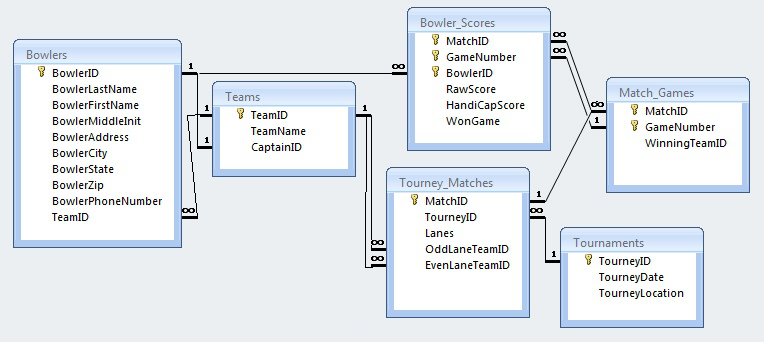 Bowlers
BowlerID
BowlerLastName
BowlerFirstName
BowlerMiddleInit
BowlerAddress
BowlerCity
BowlerState
BowlerZip
BowlerPhoneNumber
TeamID
1
∞
Teams
TeamID
TeamName
CaptainID
1
1
1
Bowler_Scores
MatchID
GameNumber
BowlerID
RawScore
HandiCapScore
WonGame
∞
∞
∞
Match_Games
MatchID
GameNumber
WinningTeamID
∞
1
Tourney_Matches
MatchID
TourneyID
Lanes
OddLaneTeamID
EvenLaneTeamID
1
∞
∞
∞
Tournaments
TourneyID
TourneyDate
TourneyLocation
1